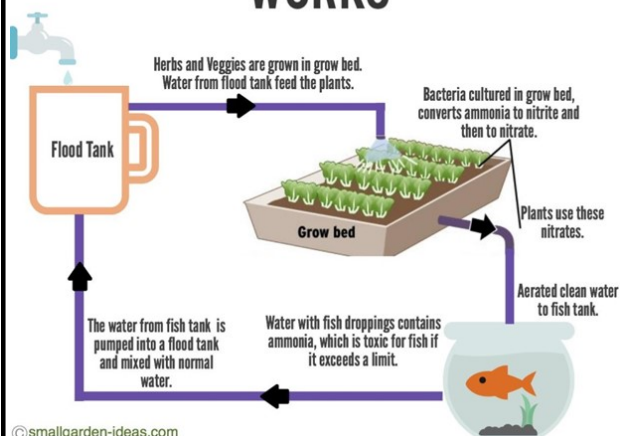 WORKS
Herbs and Veggies are grown in grow bed.
Water from flood tank feed the plants.
Bacteria cultured in grow bed,
converts ammonia to nitrite and
then to nitrate.
Flood Tank
Grow bed
Plants use these
nitrates.
Aerated clean water
to fish tank.
The water from fish tank is
pumped into a flood tank
and mixed with normal
water.
Water with fish droppings contains
ammonia, which is toxic for fish if
it exceeds a limit.
©smallgarden-ideas.com